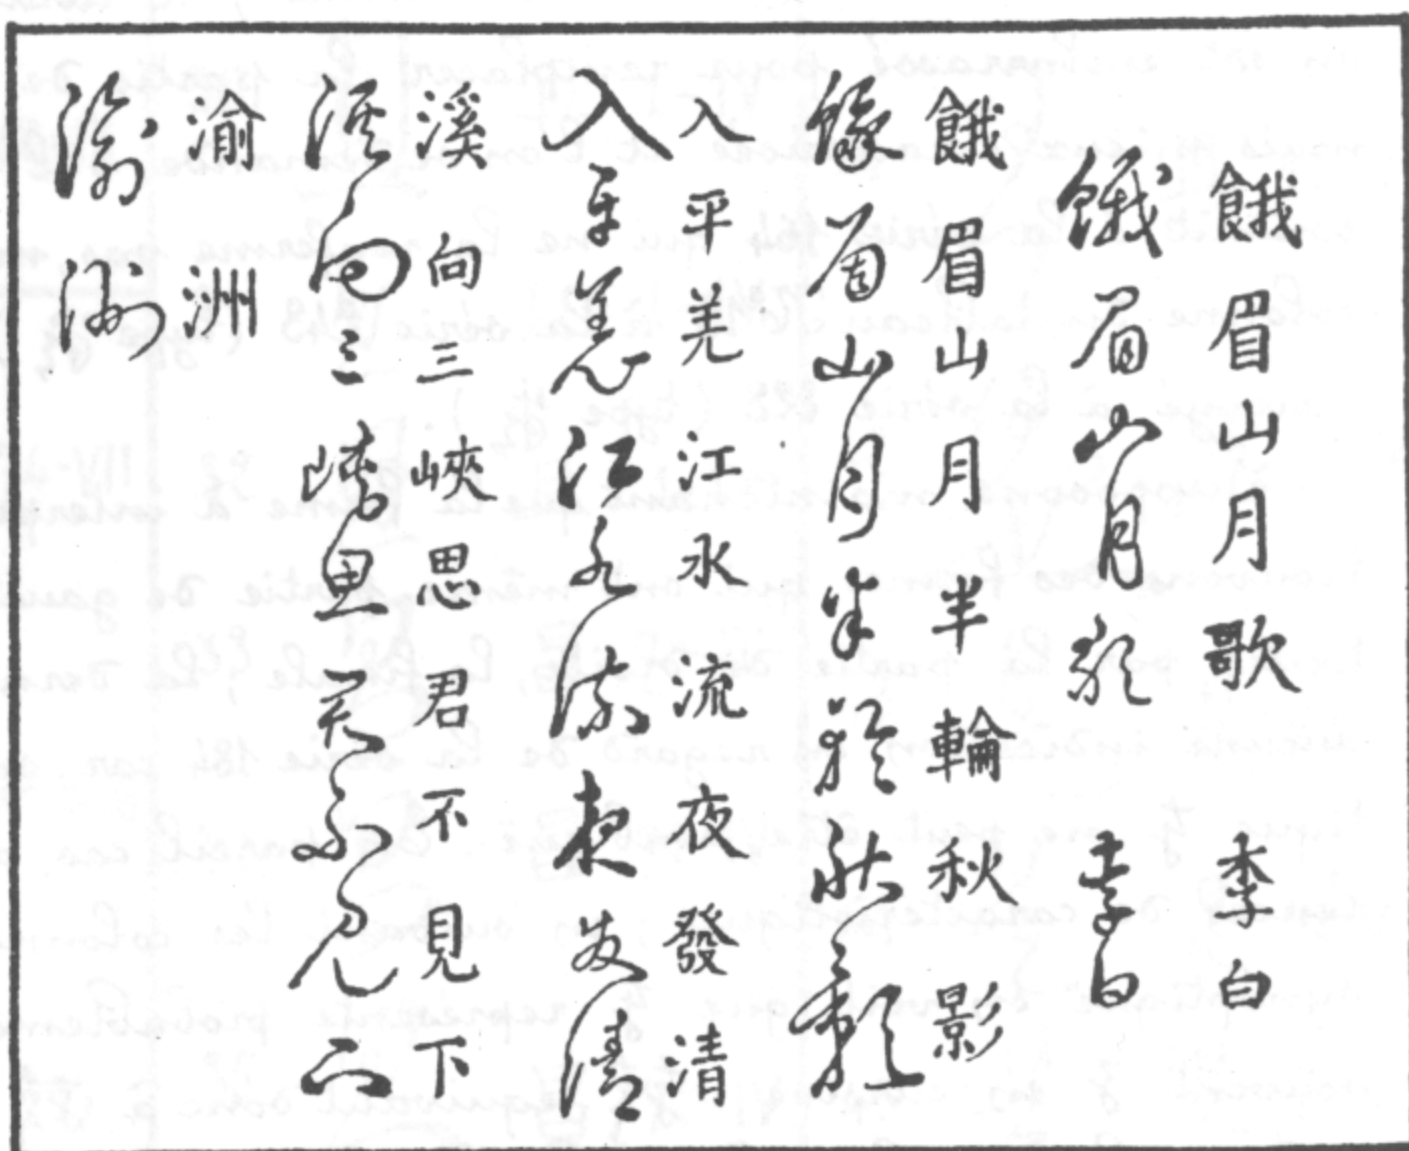 餓眉山月歌 李白
餓眉山月歌 李白
餓眉山月半輪秋影
眉山月半輪秋影
入平羌江水流夜發清
入平羌江水流夜發清
溪向三峽思君不見下
溪向三峽思君不見下
渝洲
渝洲